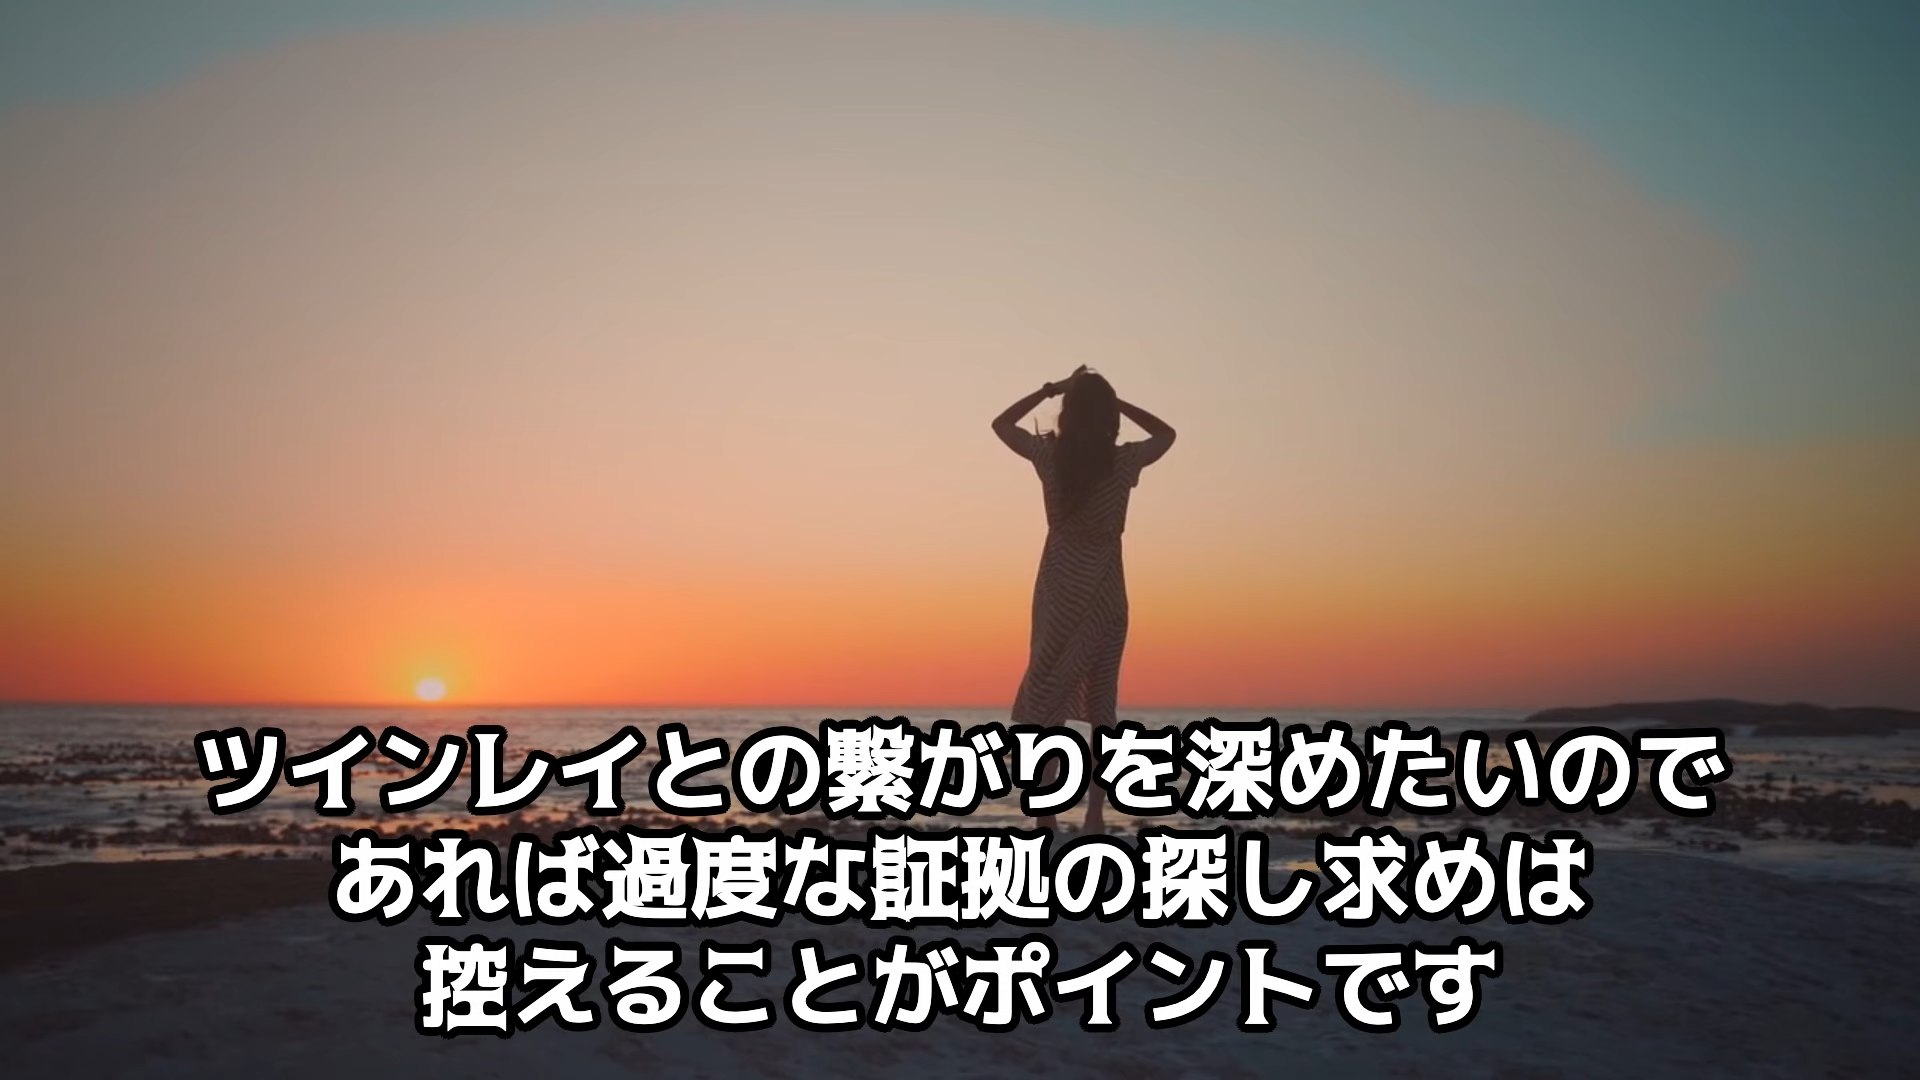 ツインレイとの繋がりを深めたいので
あれば過度な証拠の探し求めは
控えることがポイントです